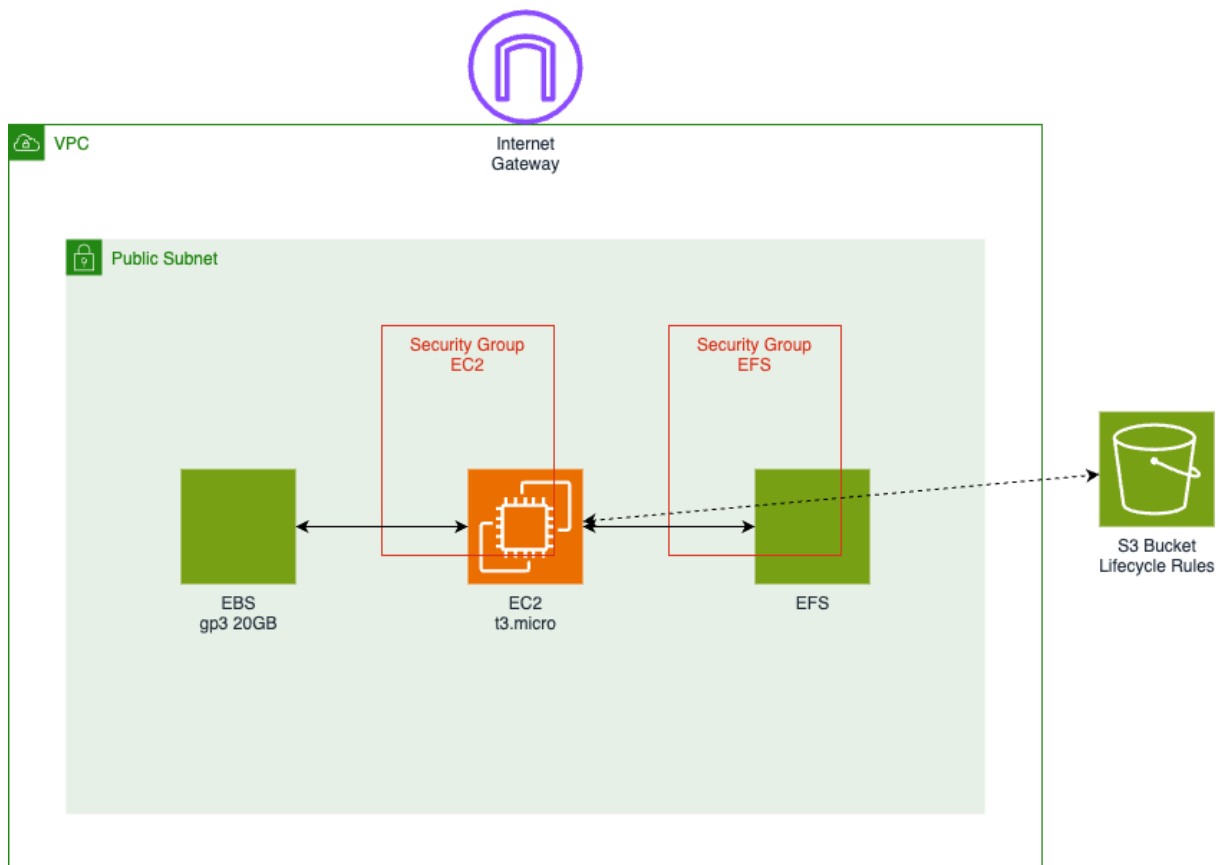 Internet
Gateway
VPC
Public Subnet
Security Group
EC2
Security Group
EFS
EBS
gp3 20GB
EC2
t3.micro
EFS
S3 Bucket
Lifecycle Rules